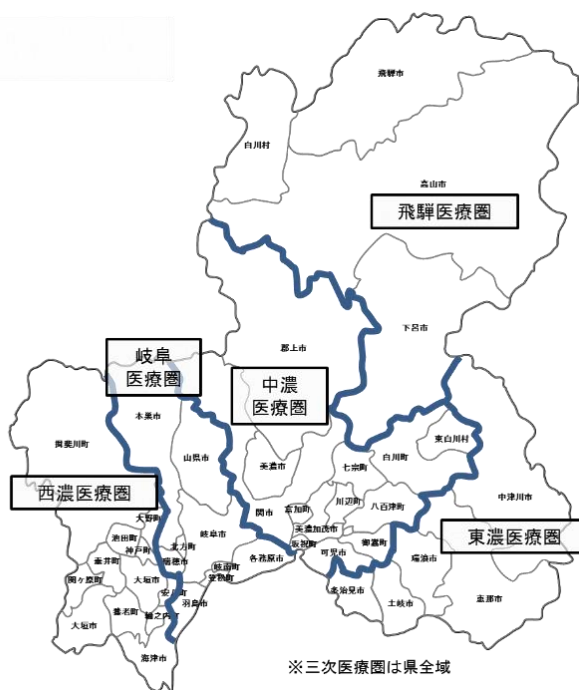 飛騨市
白川村
高山市
飛騨医療圏
下呂市
郡上市
岐阜
医療圏
中濃
医療圏
本巣市
揖斐川町
山県市
美濃市
七宗町
白川町
東白川村
西濃医療圏
中津川市
大野町
関市
富加町
川辺町
八百津町
池田町
神戸町
北方町
岐阜市
美濃加茂市
坂祝町
御嵩町
東濃医療圏
垂井町
瑞穂市
各務原市
可児市
瑞浪市
関ケ原町
大垣市
岐南町
笠松町
安八町
羽島市
多治見市
土岐市
恵那市
養老町
輪之内町
大垣市
海津市
※三次医療圏は県全域